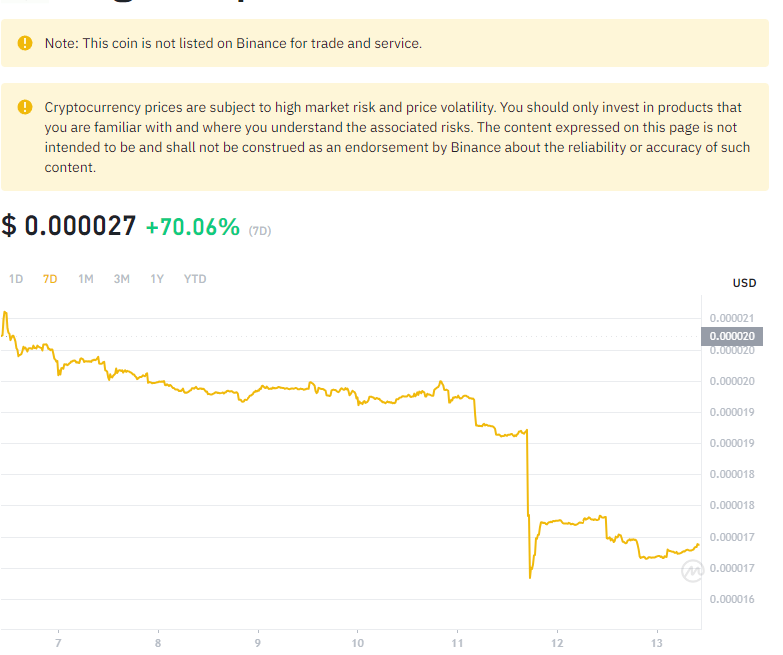 Note: This coin is not listed on Binance for trade and service.
Cryptocurrency prices are subject to high market risk and price volatility. You should only invest in products that
you are familiar with and where you understand the associated risks. The content expressed on this page is not
intended to be and shall not be construed as an endorsement by Binance about the reliability or accuracy of such
content.
$ 0.000027 +70.06% (7D)
1D 7D 1M 3M 1Y YTD
USD
0.000021
0.000020
0.000020
0.000020
0.000019
0.000019
0.000018
0.000018
0.000017
0.000017
0.000016
7 8 9 10 11 12 13